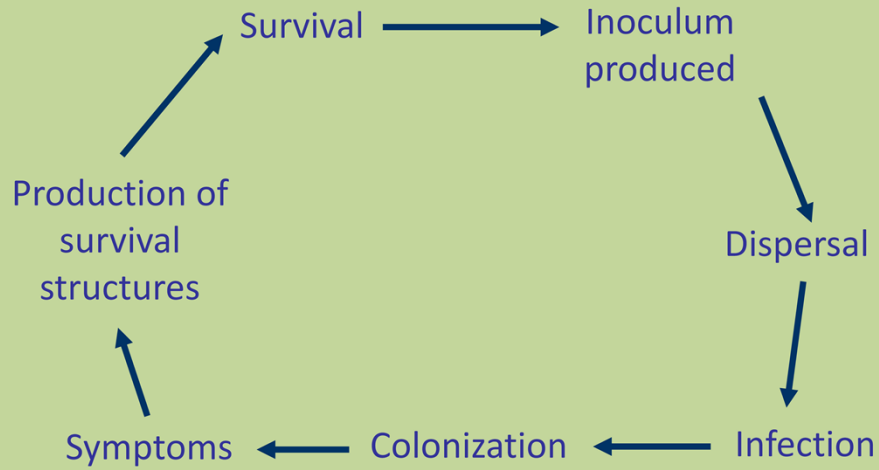 Survival
Inoculum
produced
Dispersal
Infection
Colonization
Symptoms
Production of
survival
structures